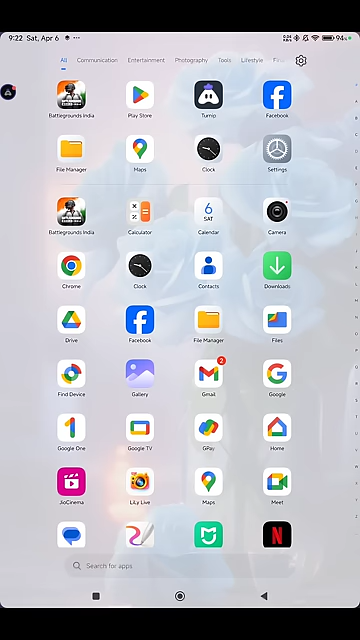 9:22 Sat, Apr 6
94
All Communication Entertainment Photography Tools Lifestyle
Battlegrounds India Play Store Turnip Facebook
File Manager Maps Clock Settings
Battlegrounds India Calculator Calendar Camera
6
SAT
Chrome Clock Contacts Downloads
Drive Facebook File Manager Files
2
Find Device Gallery Gmail Google
Google One Google TV GPay Home
JioCinema LiLy Live Maps Meet
Search for apps